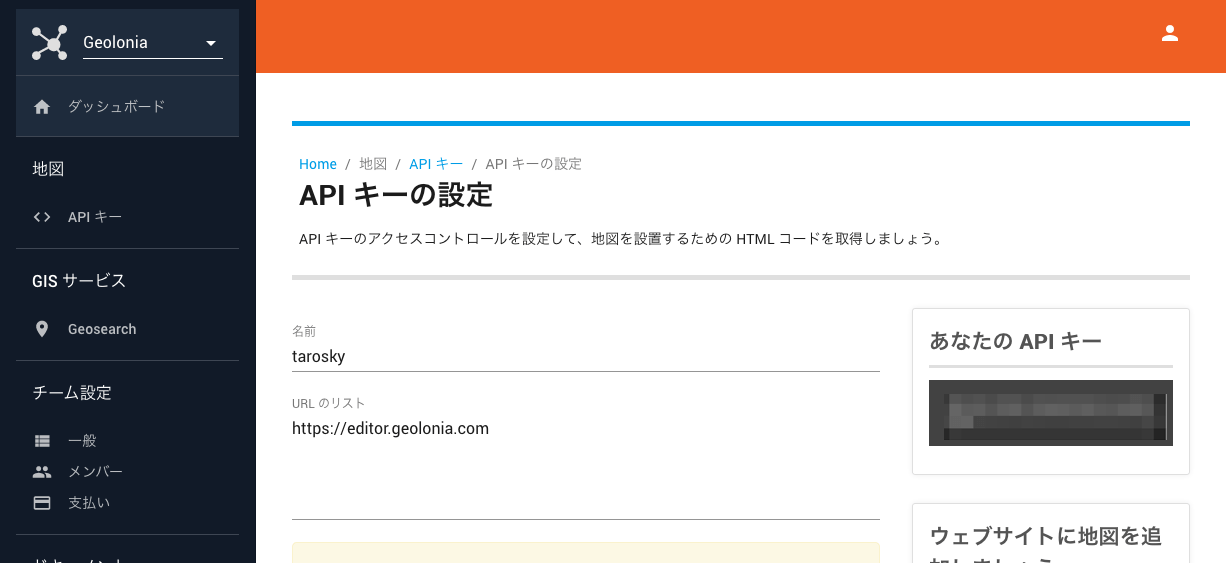 Geolonia
ダッシュボード
地図
API キー
GIS サービス
Geosearch
チーム設定
一般
メンバー
支払い
Home / 地図 / API キー / API キーの設定
API キーの設定
API キーのアクセスコントロールを設定して、地図を設置するための HTML コードを取得しましょう。
名前
tarosky
URL のリスト
https://editor.geolonia.com
あなたの API キー
ウェブサイトに地図を追
加しましょう